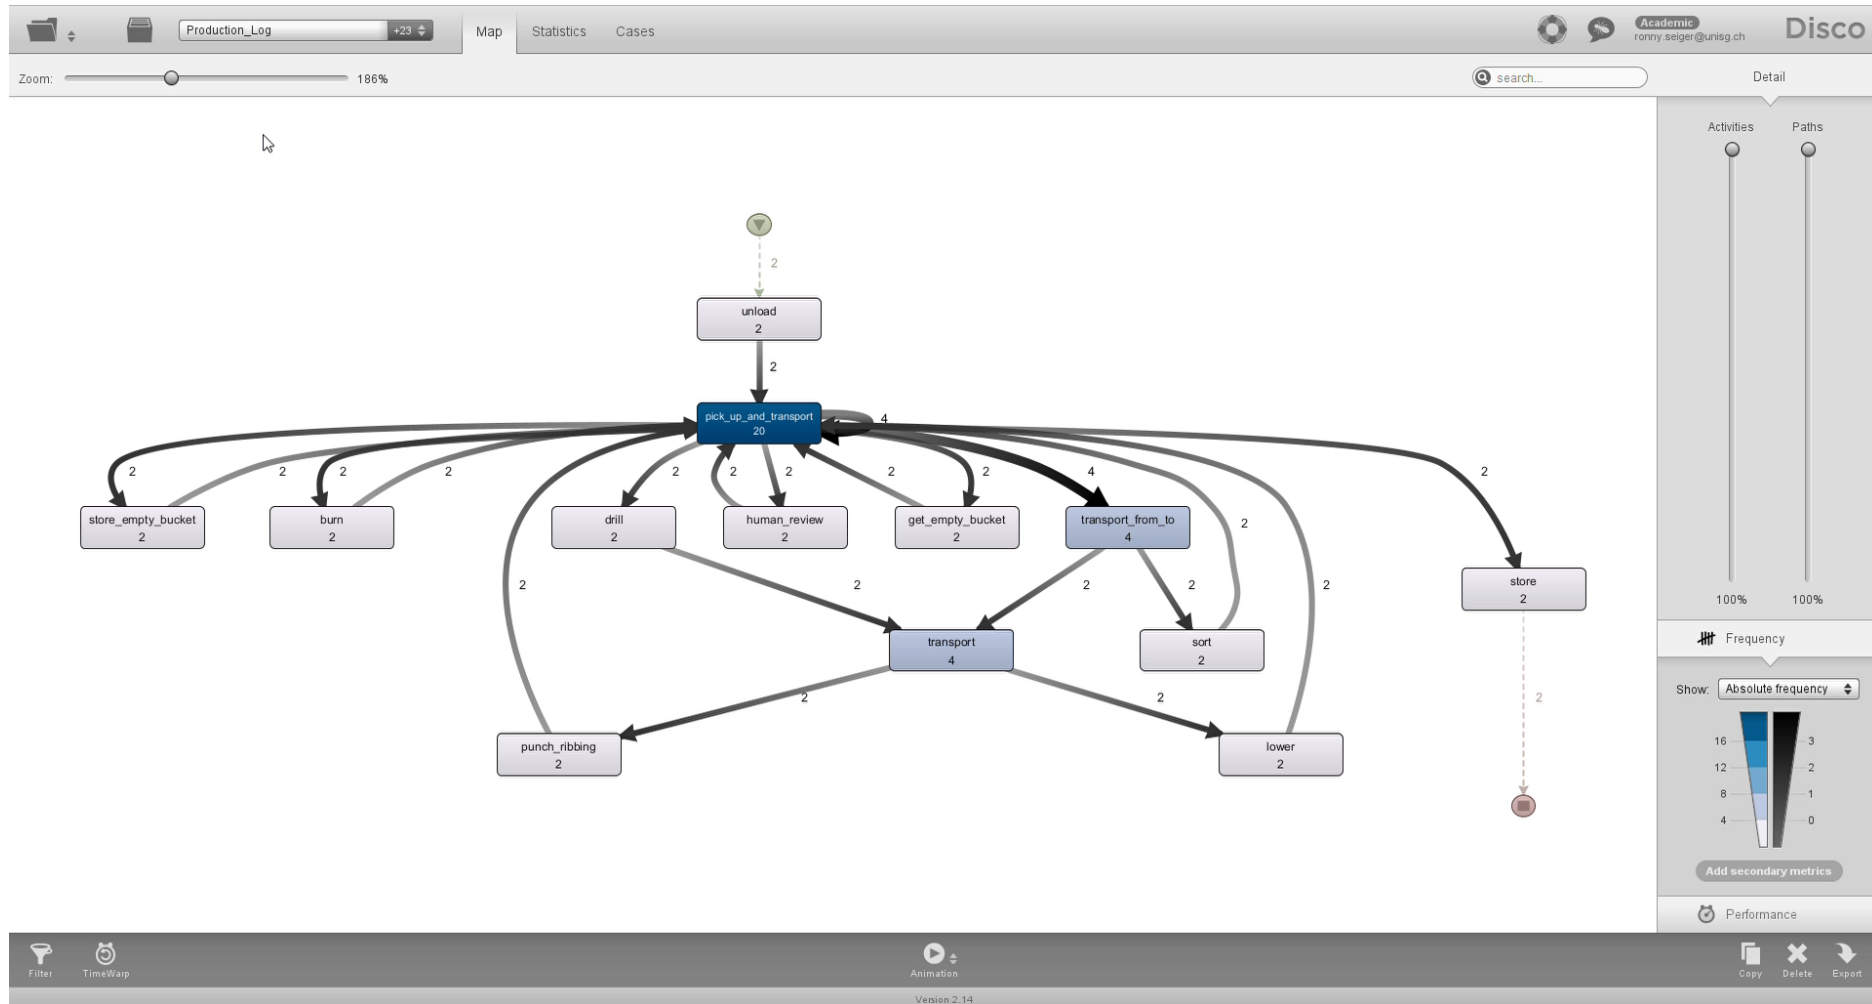 Production_Log
+23
Map
Statistics
Cases
Academic
ronny.seiger@unisg.ch
Disco
Zoom:
186%
search...
Detail
Activities
Paths
2
unload
2
2
pick_up_and_transport
20
4
2
2
2
2
2
2
2
2
2
2
4
2
store_empty_bucket
2
burn
2
drill
2
human_review
2
get_empty_bucket
2
transport_from_to
4
2
2
2
2
2
2
store
2
100%
100%
transport
4
sort
2
Frequency
2
2
2
Show:
Absolute frequency
punch_ribbing
2
lower
2
16
12
8
4
3
2
1
0
Add secondary metrics
Performance
Filter
TimeWarp
Animation
Copy
Delete
Export
Version 2.14